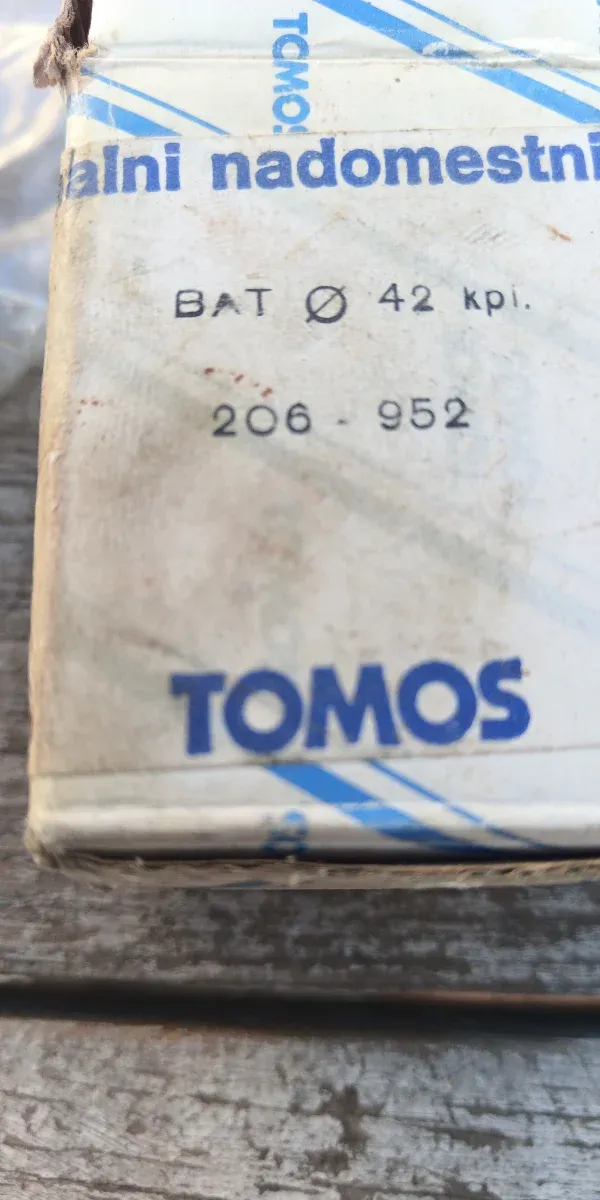 TOMOS
alni nadomestni
BAT Ø 42 kpl.
206 - 952
TOMOS